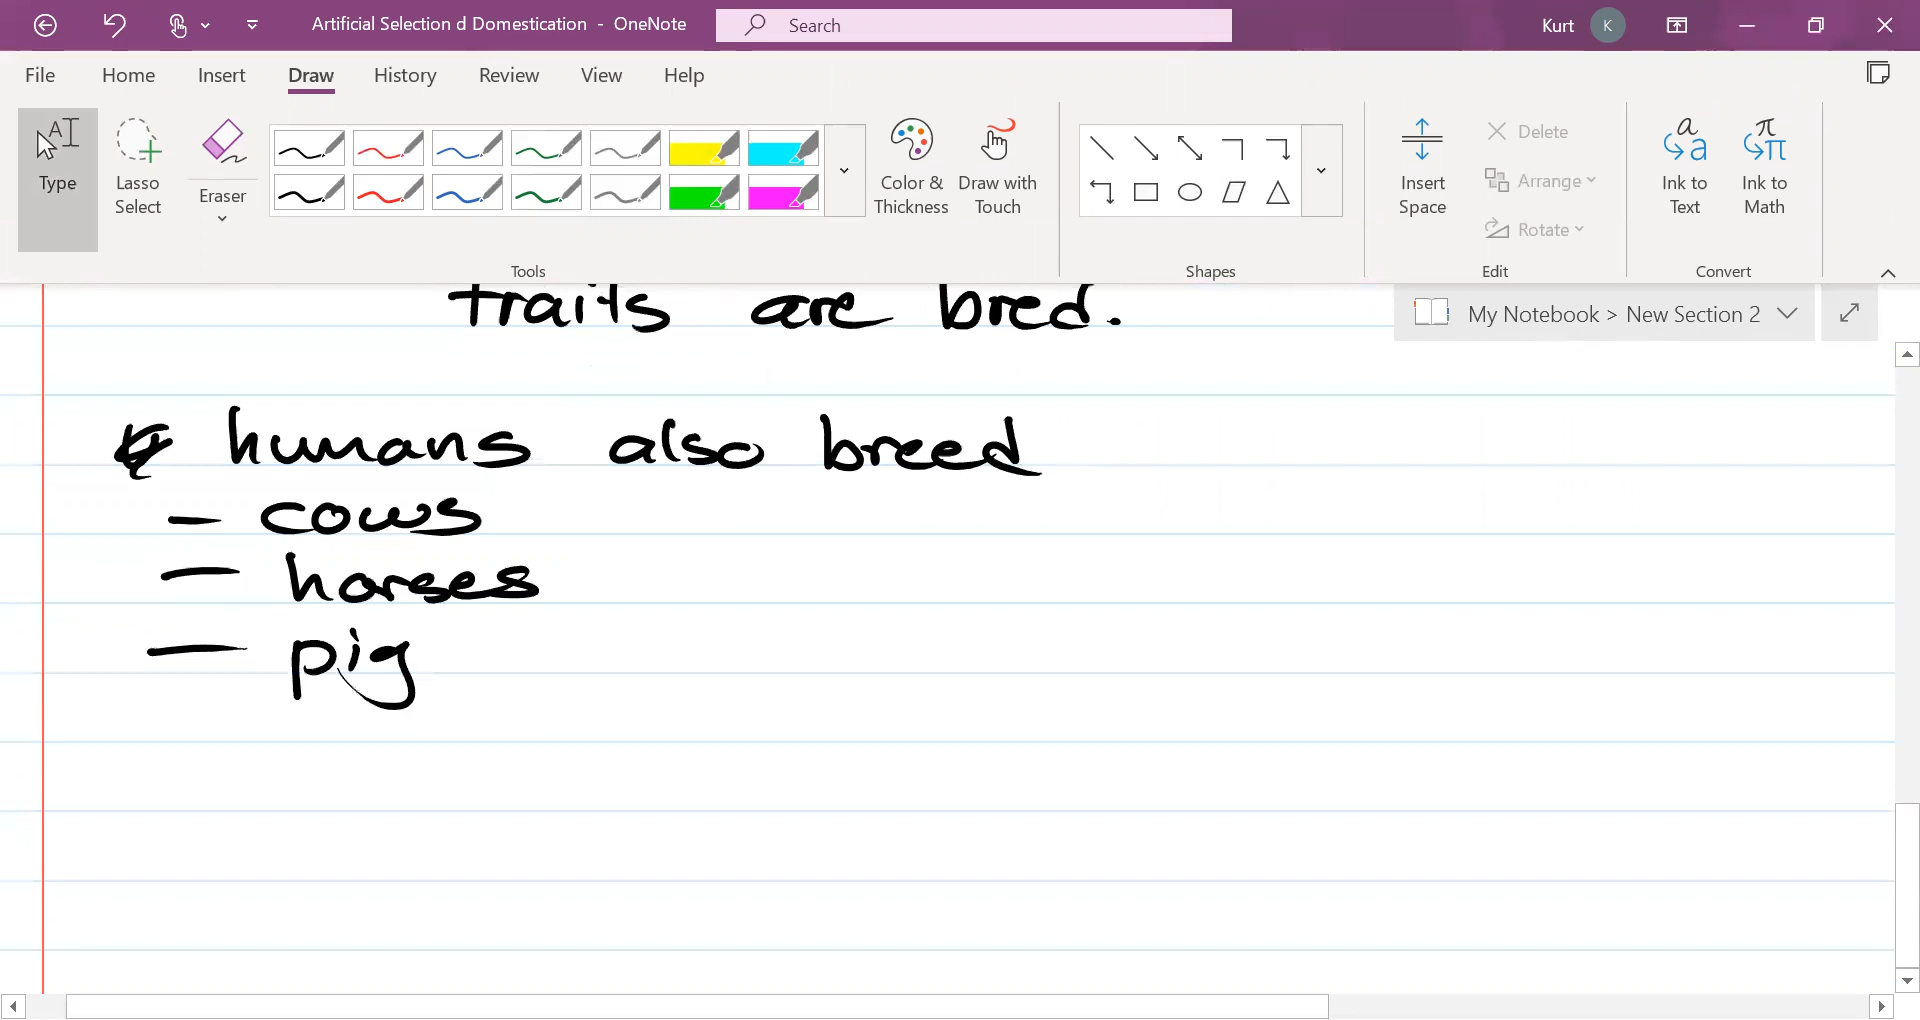 Artificial Selection d Domestication - OneNote
Search
Kurt
K
File Home Insert Draw History Review View Help
Type
Lasso Select
Eraser
Color & Thickness
Draw with Touch
Insert Space
Delete
Arrange
Rotate
Ink to Text
Ink to Math
Tools
Shapes
Edit
Convert
My Notebook > New Section 2
traits are bred.
humans also breed
- cows
- horses
- pig